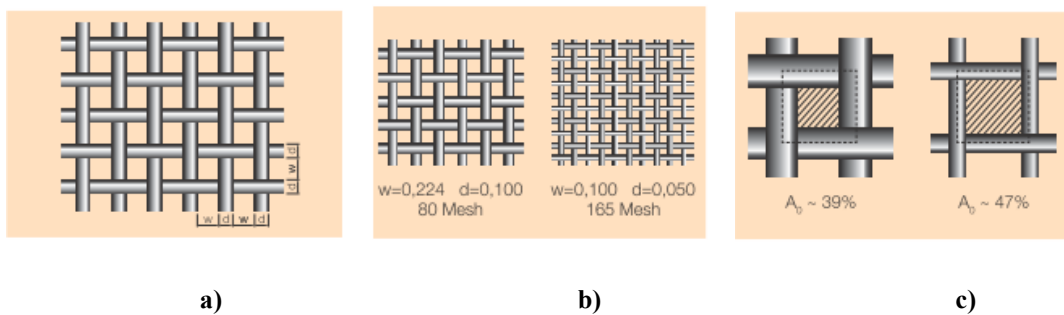 d
w
d
w d w d
w=0,224 d=0,100
80 Mesh
w=0,100 d=0,050
165 Mesh
A₀ ~ 39%
A₀ ~ 47%
a)
b)
c)